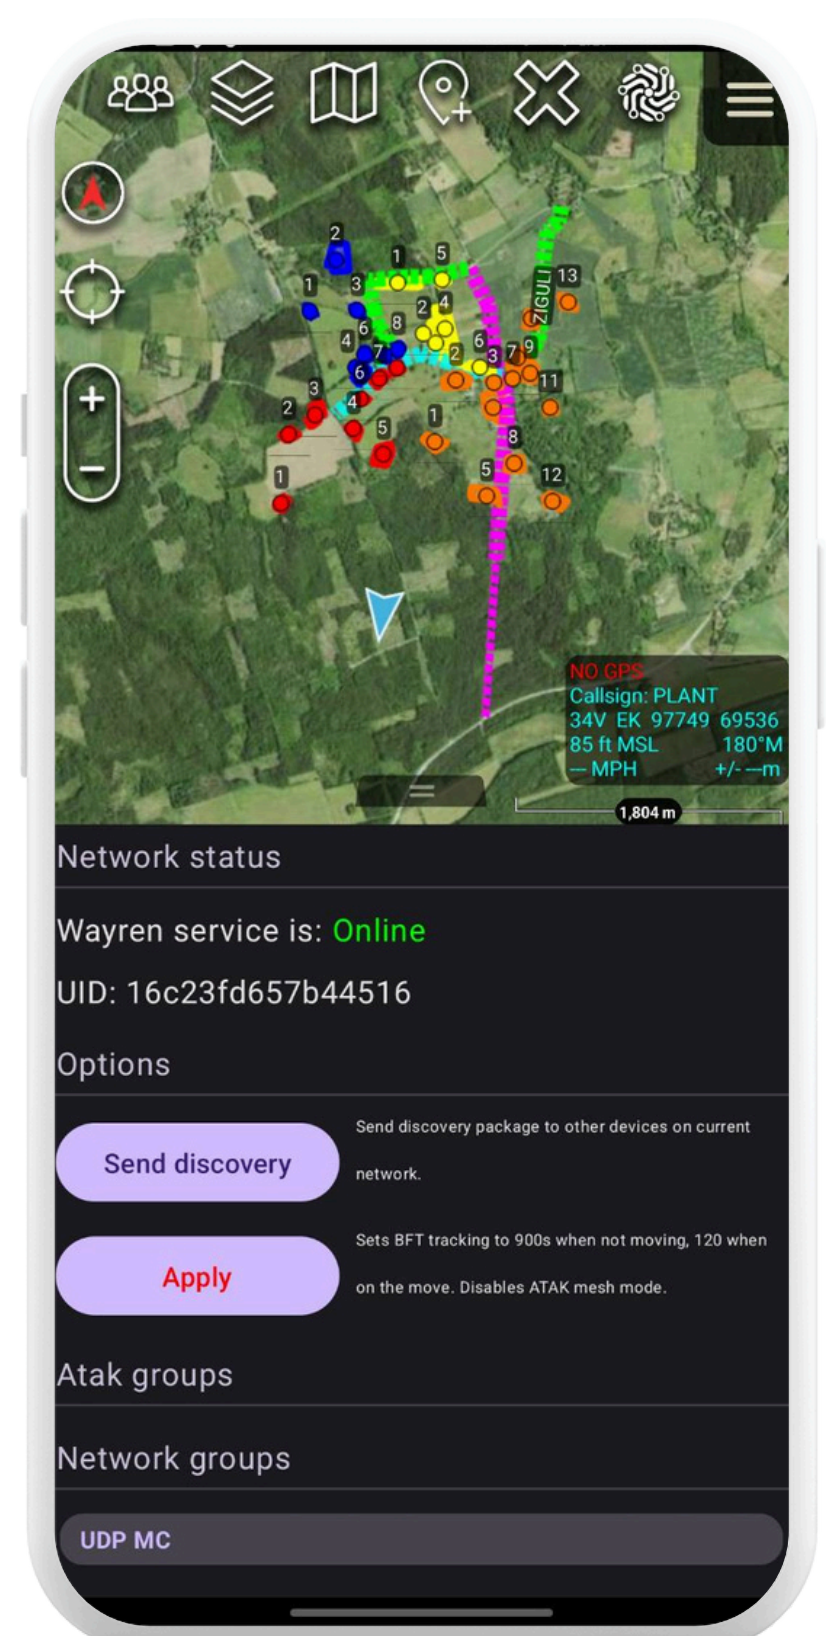 2
1
5
13
1
3
ZIGULI
2
4
6
8
4
7
6
9
7
2
3
6
11
3
4
2
1
5
8
5
12
1
NO GPS
Callsign: PLANT
34V EK 97749 69536
85 ft MSL 180°M
--- MPH +/- ---m
1,804 m
Network status
Wayren service is: Online
UID: 16c23fd657b44516
Options
Send discovery
Send discovery package to other devices on current
network.
Apply
Sets BFT tracking to 900s when not moving, 120 when
on the move. Disables ATAK mesh mode.
Atak groups
Network groups
UDP MC